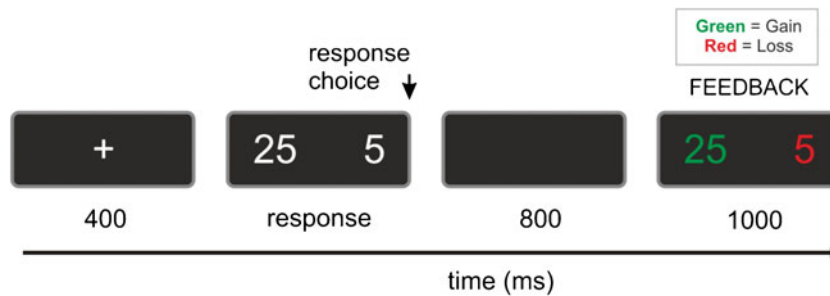 Green = Gain
Red = Loss
response
choice
FEEDBACK
+
25 5
25 5
400
response
800
1000
time (ms)